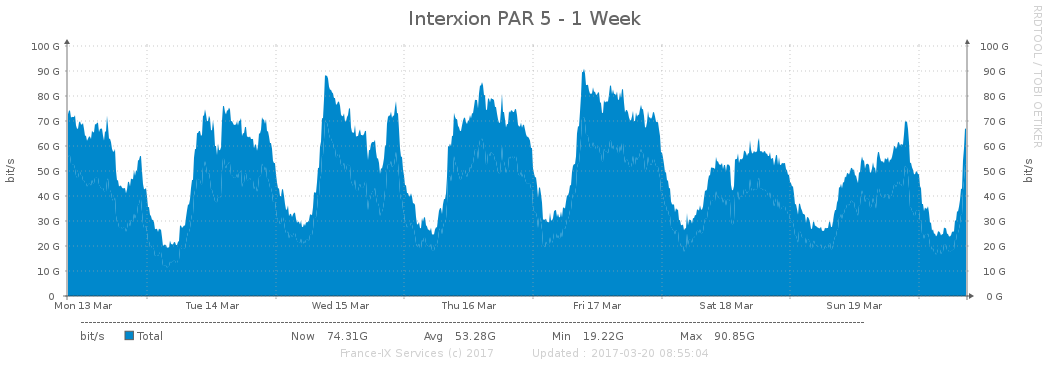 Interxion PAR 5 - 1 Week
RRDTOOL / TOBI OETIKER
bit/s
100 G
90 G
80 G
70 G
60 G
50 G
40 G
30 G
20 G
10 G
0
100 G
90 G
80 G
70 G
60 G
50 G
40 G
30 G
20 G
10 G
0 G
bit/s
Mon 13 Mar Tue 14 Mar Wed 15 Mar Thu 16 Mar Fri 17 Mar Sat 18 Mar Sun 19 Mar
bit/s Total Now 74.31G Avg 53.28G Min 19.22G Max 90.85G
France-IX Services (c) 2017 Updated : 2017-03-20 08:55:04